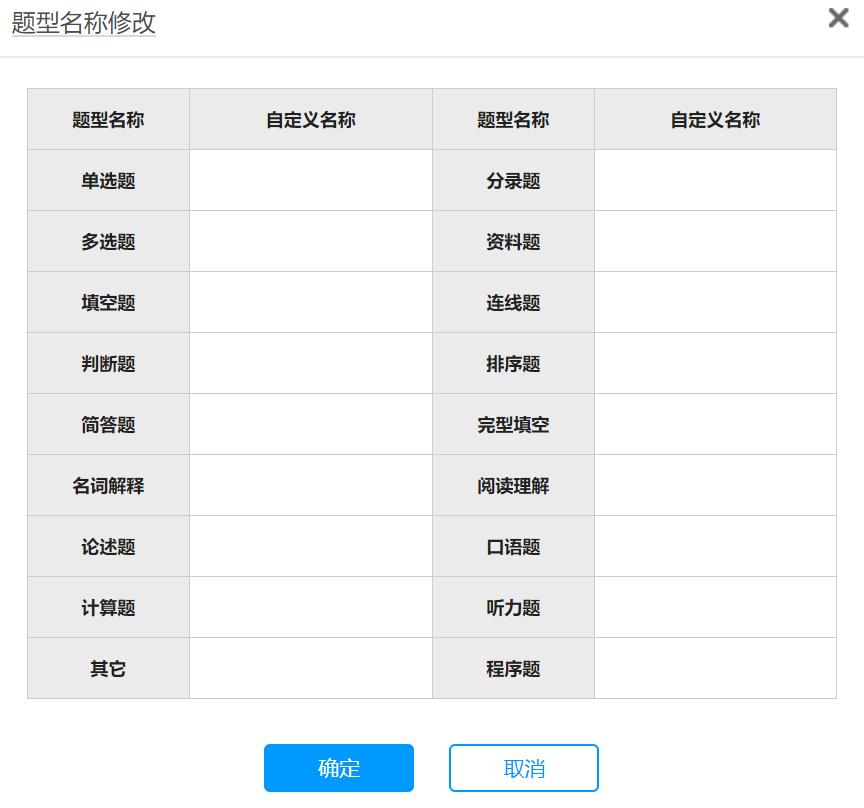 题型名称修改
题型名称 自定义名称 题型名称 自定义名称
单选题 分录题
多选题 资料题
填空题 连线题
判断题 排序题
简答题 完型填空
名词解释 阅读理解
论述题 口语题
计算题 听力题
其它 程序题
确定 取消